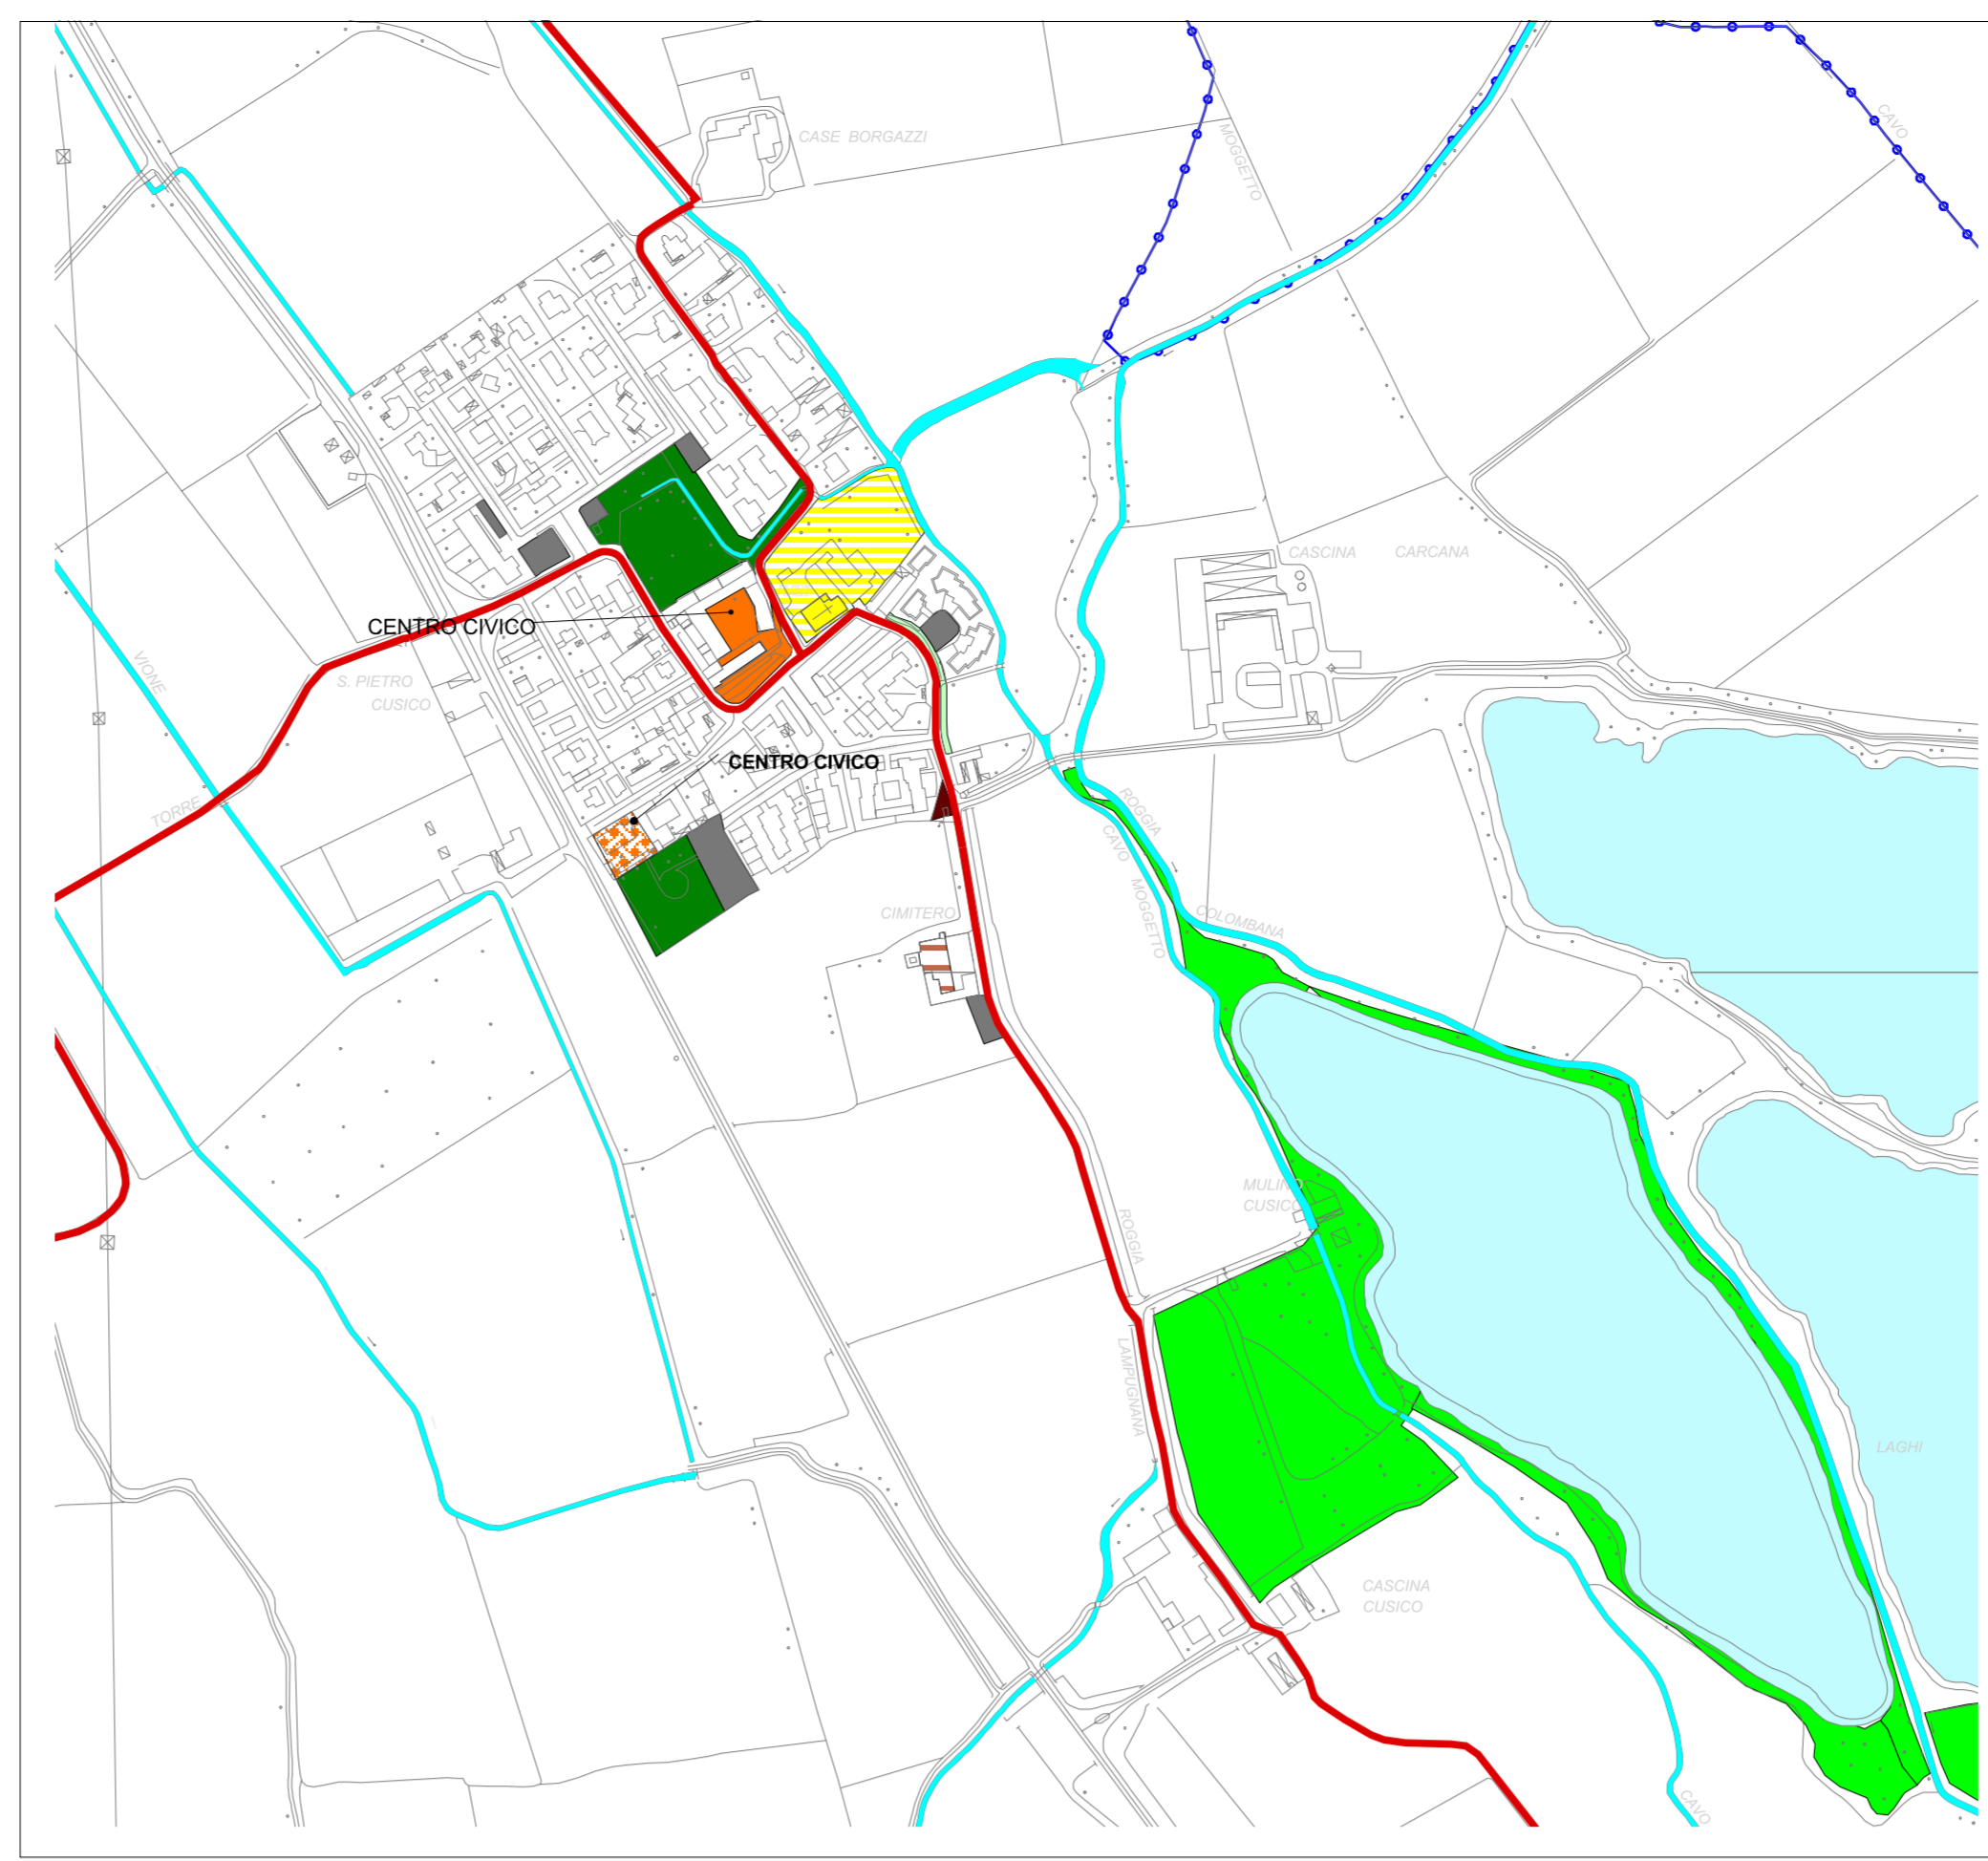 CAVO
CASE BORGAZZI
MOGGETTO
CASCINA CARCANA
CENTRO CIVICO
VIONE
S. PIETRO
CUSICO
CENTRO CIVICO
TORRE
ROGGIA
CAVO
MOGGETTO
COLOMBANA
CIMITERO
MULINO
CUSICO
ROGGIA
LAMPUGNANA
LAGHI
CASCINA
CUSICO
CAVO